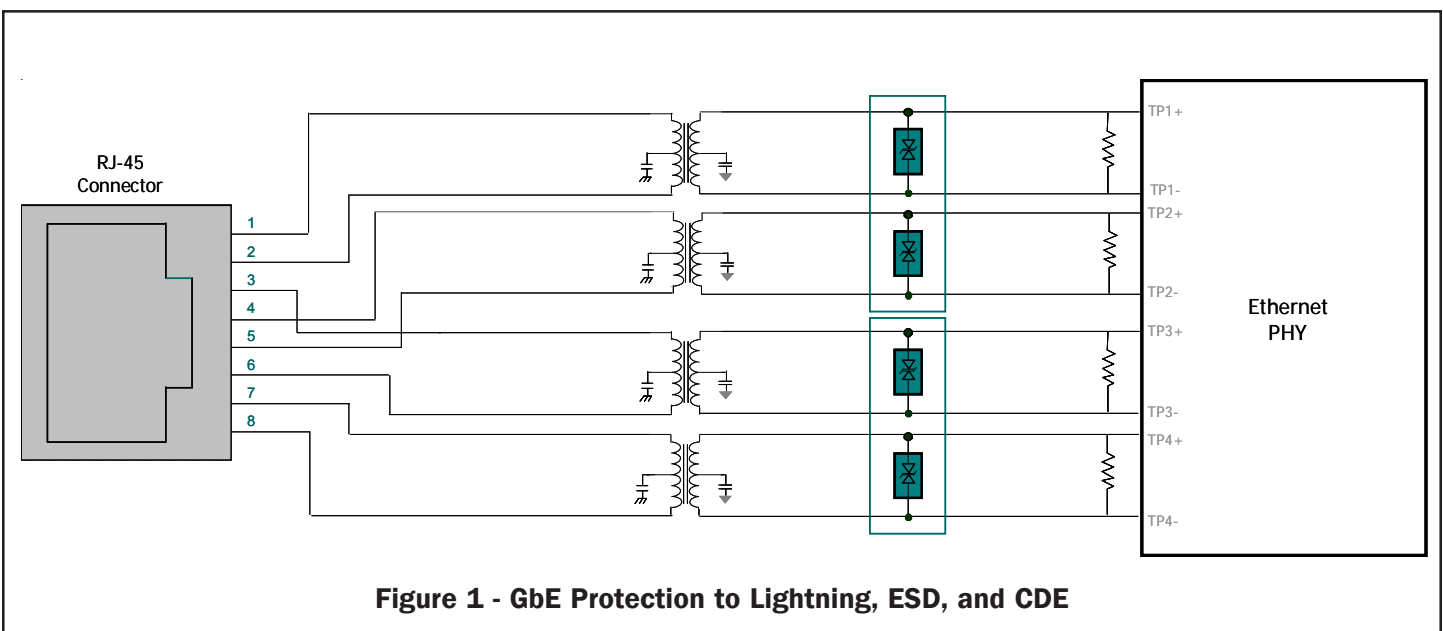 RJ-45
Connector
1
2
3
4
5
6
7
8
TP1+
TP1-
TP2+
TP2-
TP3+
TP3-
TP4+
TP4-
Ethernet
PHY
Figure 1 - GbE Protection to Lightning, ESD, and CDE